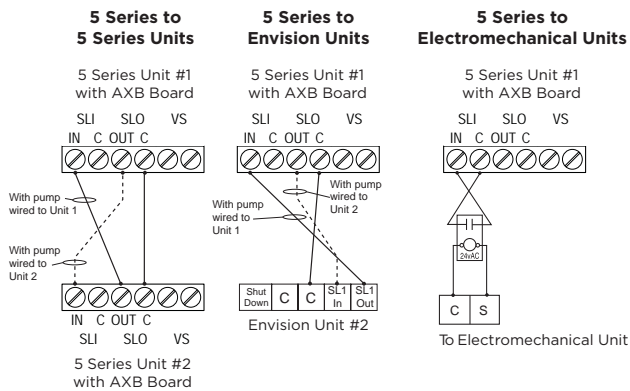 5 Series to
5 Series Units
5 Series Unit #1
with AXB Board
SLI SLO VS
IN C OUT C
With pump
wired to Unit 1
With pump
wired to
Unit 2
IN C OUT C
SLI SLO VS
5 Series Unit #2
with AXB Board
5 Series to
Envision Units
5 Series Unit #1
with AXB Board
SLI SLO VS
IN C OUT C
With pump
wired to
Unit 2
With pump
wired to
Unit 1
Shut
Down
C
C
SL1
In
SL1
Out
Envision Unit #2
5 Series to
Electromechanical Units
5 Series Unit #1
with AXB Board
SLI SLO VS
IN C OUT C
24vAC
C S
To Electromechanical Unit